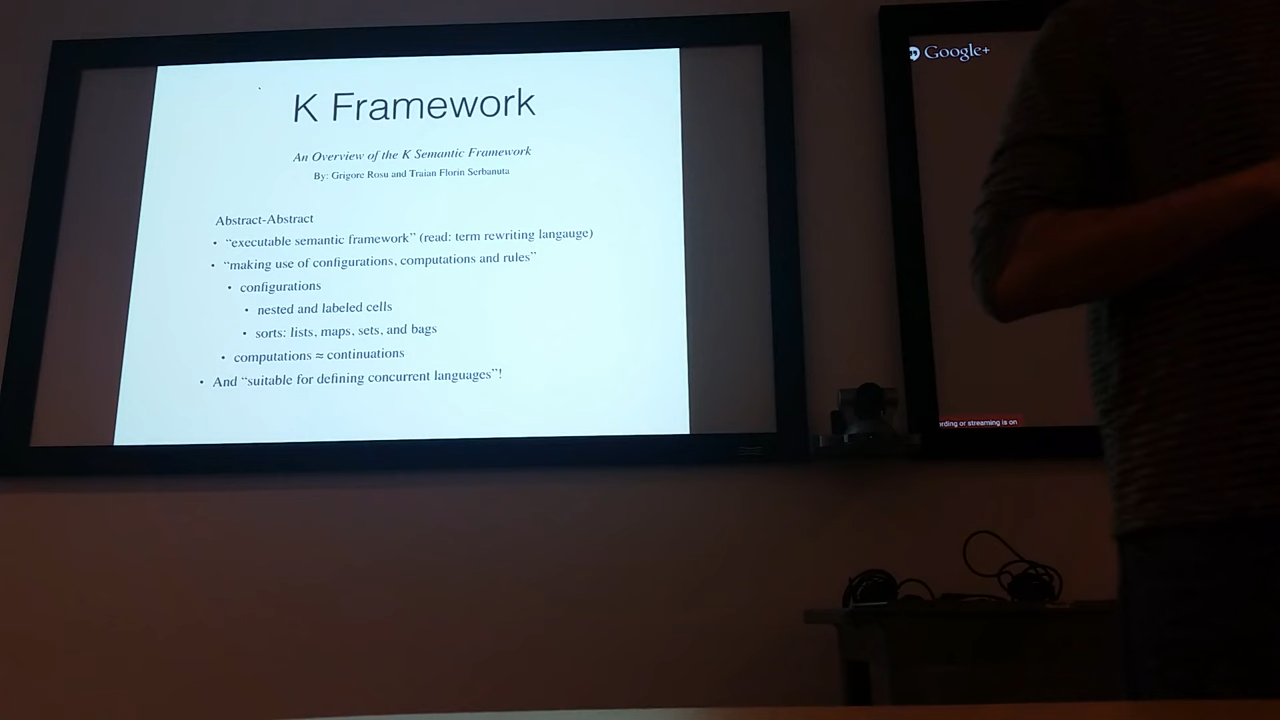 K Framework
An Overview of the K Semantic Framework
By: Grigore Rosu and Traian Florin Serbanuta
Abstract-Abstract
• “executable semantic framework” (read: term rewriting langauge)
• “making use of configurations, computations and rules”
• configurations
• nested and labeled cells
• sorts: lists, maps, sets, and bags
• computations ≈ continuations
• And “suitable for defining concurrent languages”!
Google+
rding or streaming is on